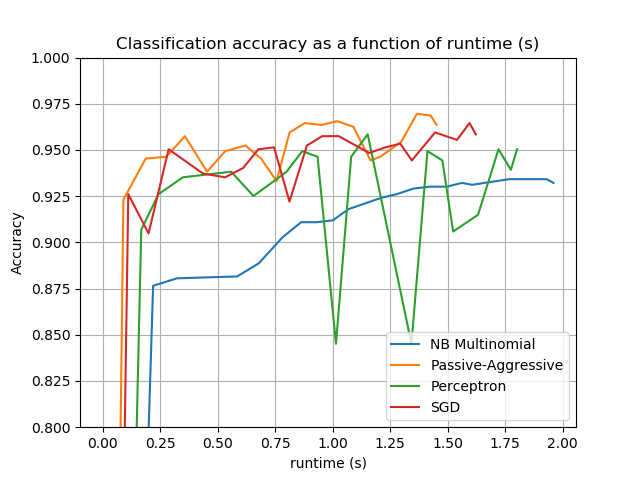 Classification accuracy as a function of runtime (s)
1.000
0.975
0.950
0.925
0.900
0.875
0.850
0.825
0.800
Accuracy
NB Multinomial
Passive-Aggressive
Perceptron
SGD
0.00 0.25 0.50 0.75 1.00 1.25 1.50 1.75 2.00
runtime (s)